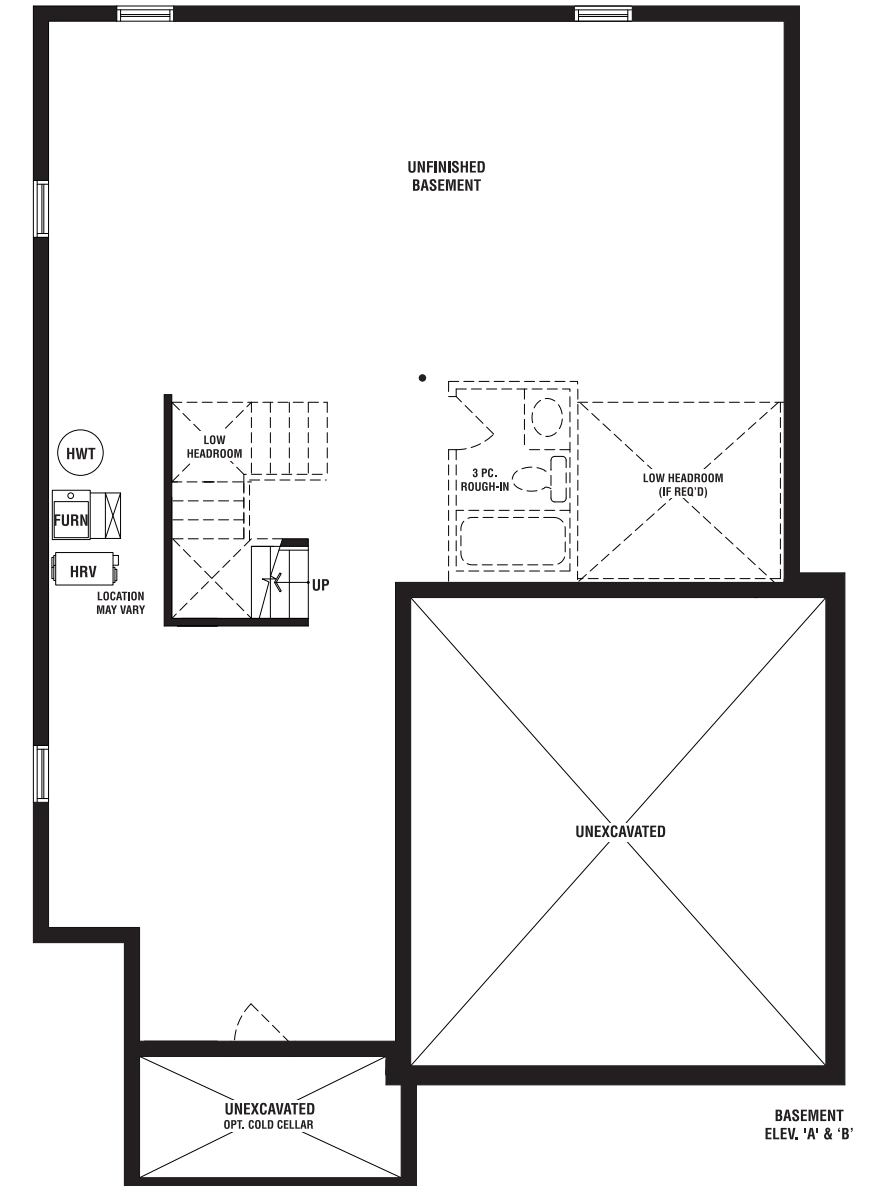 UNFINISHED
BASEMENT
LOW
HEADROOM
HWT
3 PC.
ROUGH-IN
LOW HEADROOM
(IF REQ'D)
FURN
HRV
UP
LOCATION
MAY VARY
UNEXCAVATED
UNEXCAVATED
OPT. COLD CELLAR
BASEMENT
ELEV. 'A' & 'B'